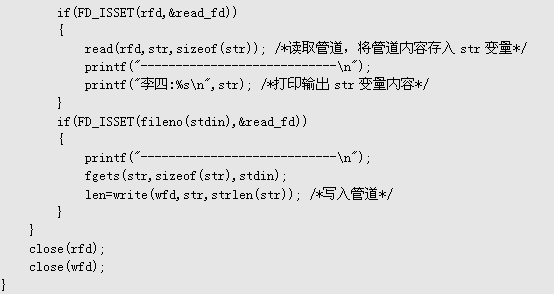 if(FD_ISSET(rfd,&read_fd))
{
read(rfd,str,sizeof(str)); /*读取管道，将管道内容存入 str 变量*/
printf("----------------------------\n");
printf("李四:%s\n",str); /*打印输出 str 变量内容*/
}
if(FD_ISSET(fileno(stdin),&read_fd))
{
printf("----------------------------\n");
fgets(str,sizeof(str),stdin);
len=write(wfd,str,strlen(str)); /*写入管道*/
}
}
close(rfd);
close(wfd);
}